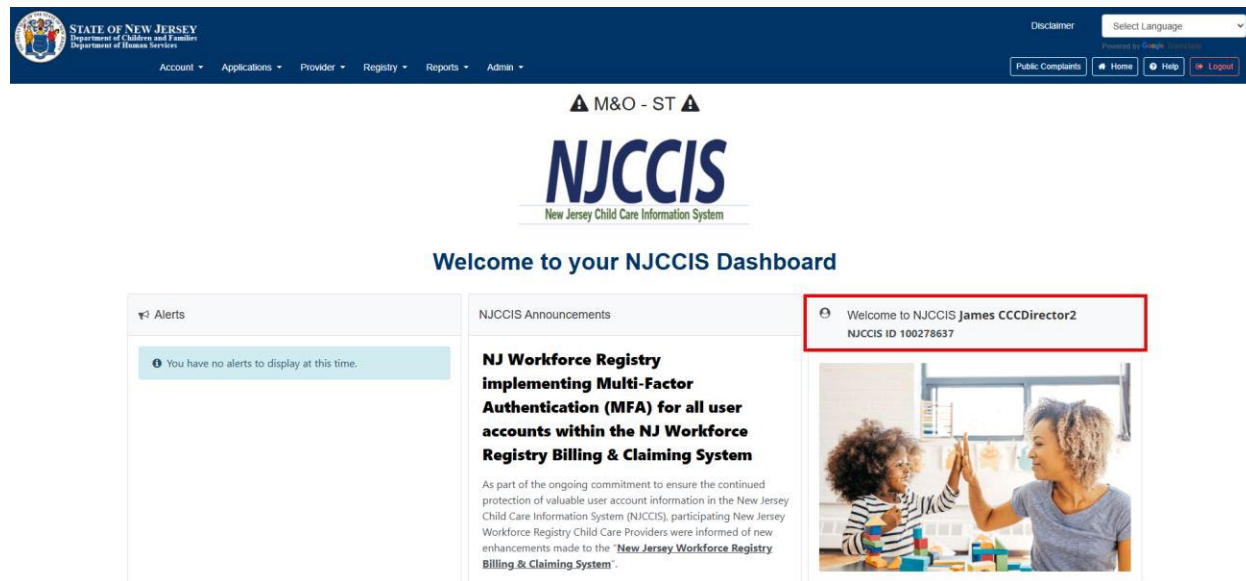 STATE OF NEW JERSEY
Department of Children and Families
Department of Human Services
Disclaimer
Select Language
Powered by Google Translate
Account
Applications
Provider
Registry
Reports
Admin
Public Complaints
Home
Help
Logout
M&O - ST
NJCCIS
New Jersey Child Care Information System
Welcome to your NJCCIS Dashboard
Alerts
You have no alerts to display at this time.
NJCCIS Announcements
NJ Workforce Registry
implementing Multi-Factor
Authentication (MFA) for all user
accounts within the NJ Workforce
Registry Billing & Claiming System
As part of the ongoing commitment to ensure the continued
protection of valuable user account information in the New Jersey
Child Care Information System (NJCCIS), participating New Jersey
Workforce Registry Child Care Providers were informed of new
enhancements made to the "New Jersey Workforce Registry
Billing & Claiming System".
Welcome to NJCCIS James CCCDirector2
NJCCIS ID 100278637